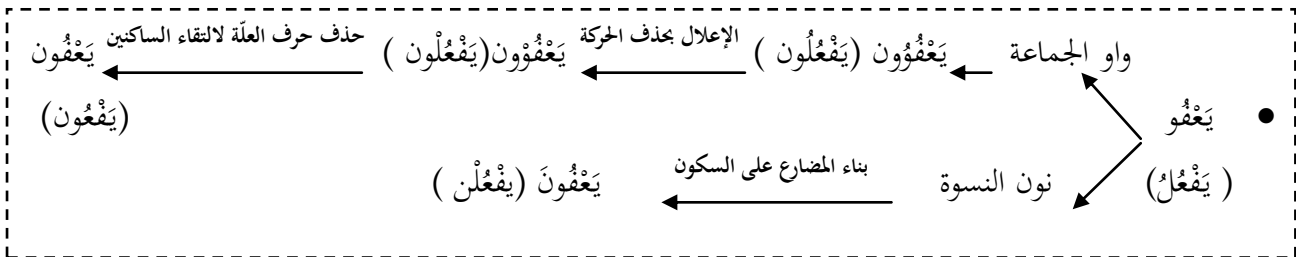 واو الجماعة يَعْفُوُون (يَفْعُلُون ) الإعلال بحذف الحركة يَعْفُوْون(يَفْعُلْون ) حذف حرف العلّة لالتقاء الساكنين يَعْفُون
● يَعْفُو (يَفْعُون)
( يَفْعُلُ) نون النسوة بناء المضارع على السكون يَعْفُونَ (يفْعُلْن )